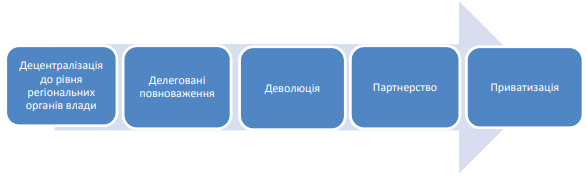 Децентралізація
до рівня
регіональних
органів влади
Делеговані
повноваження
Деволюція
Партнерство
Приватизація